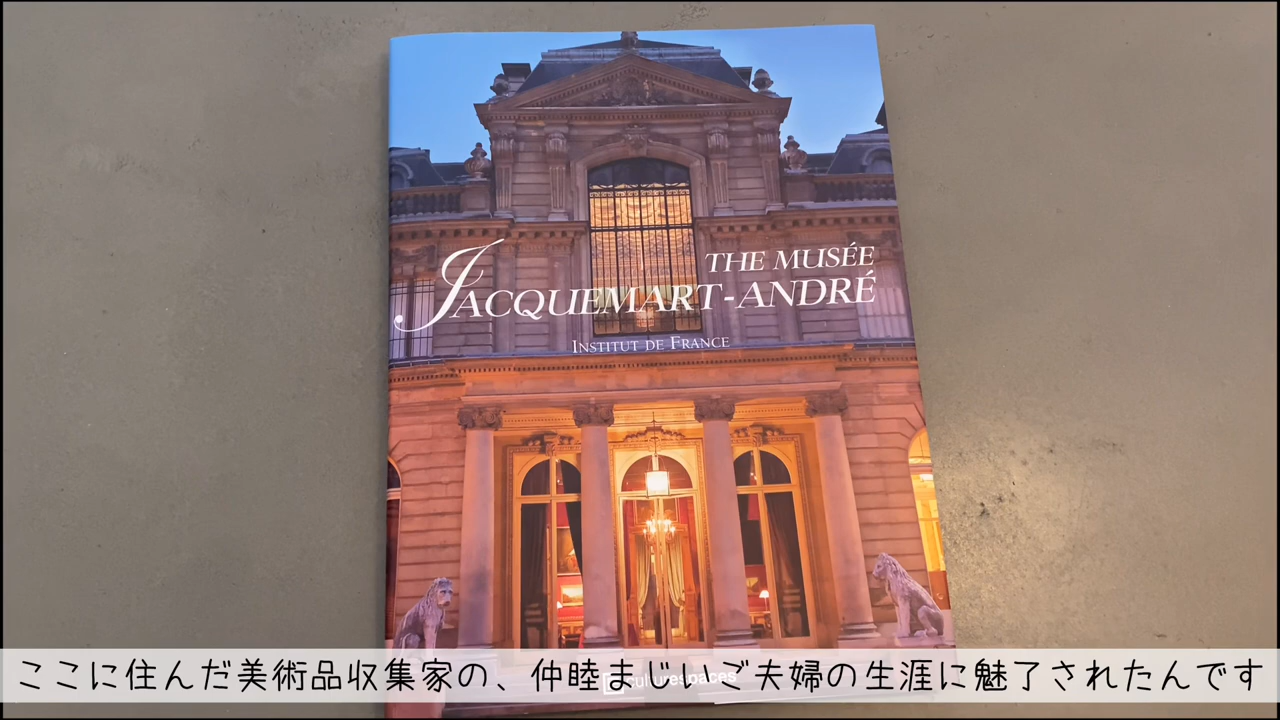 THE MUSÉE
JACQUEMART-ANDRÉ
INSTITUT DE FRANCE
culturespaces
ここに住んだ美術品収集家の、仲睦まじいご夫婦の生涯に魅了されたんです